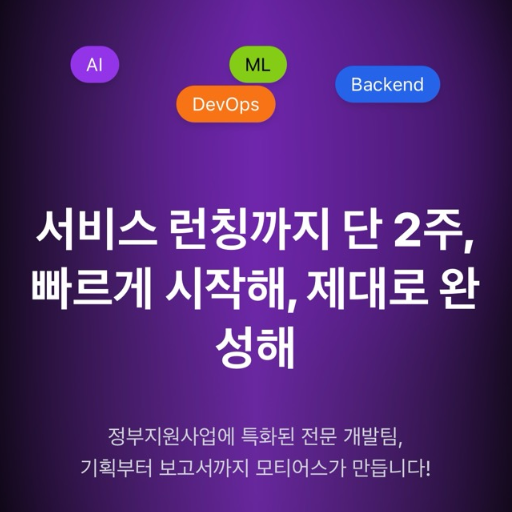 AI
ML
Backend
DevOps
서비스 런칭까지 단 2주,
빠르게 시작해, 제대로 완
성해
정부지원사업에 특화된 전문 개발팀,
기획부터 보고서까지 모티어스가 만듭니다!